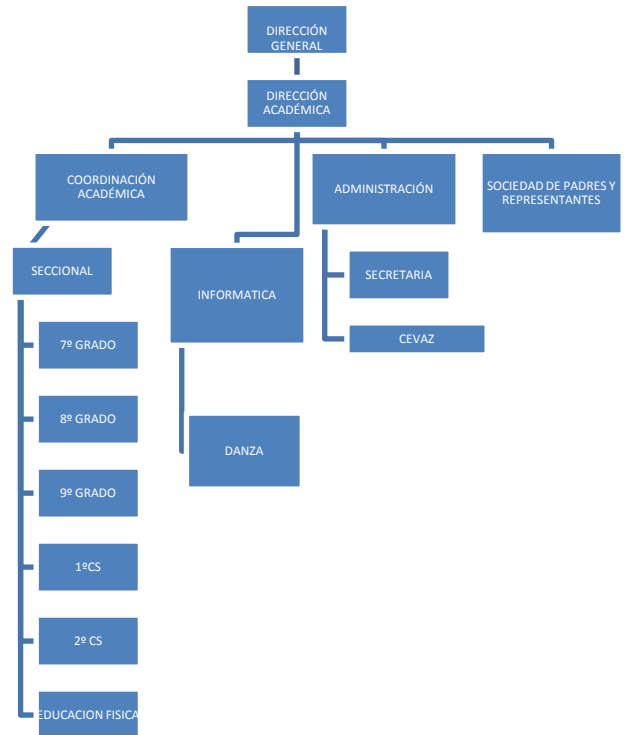 DIRECCIÓN
GENERAL
DIRECCIÓN
ACADÉMICA
COORDINACIÓN
ACADÉMICA
ADMINISTRACIÓN
SOCIEDAD DE PADRES Y
REPRESENTANTES
SECCIONAL
INFORMATICA
SECRETARIA
CEVAZ
7º GRADO
8º GRADO
DANZA
9º GRADO
1ºCS
2º CS
EDUCACION FISICA